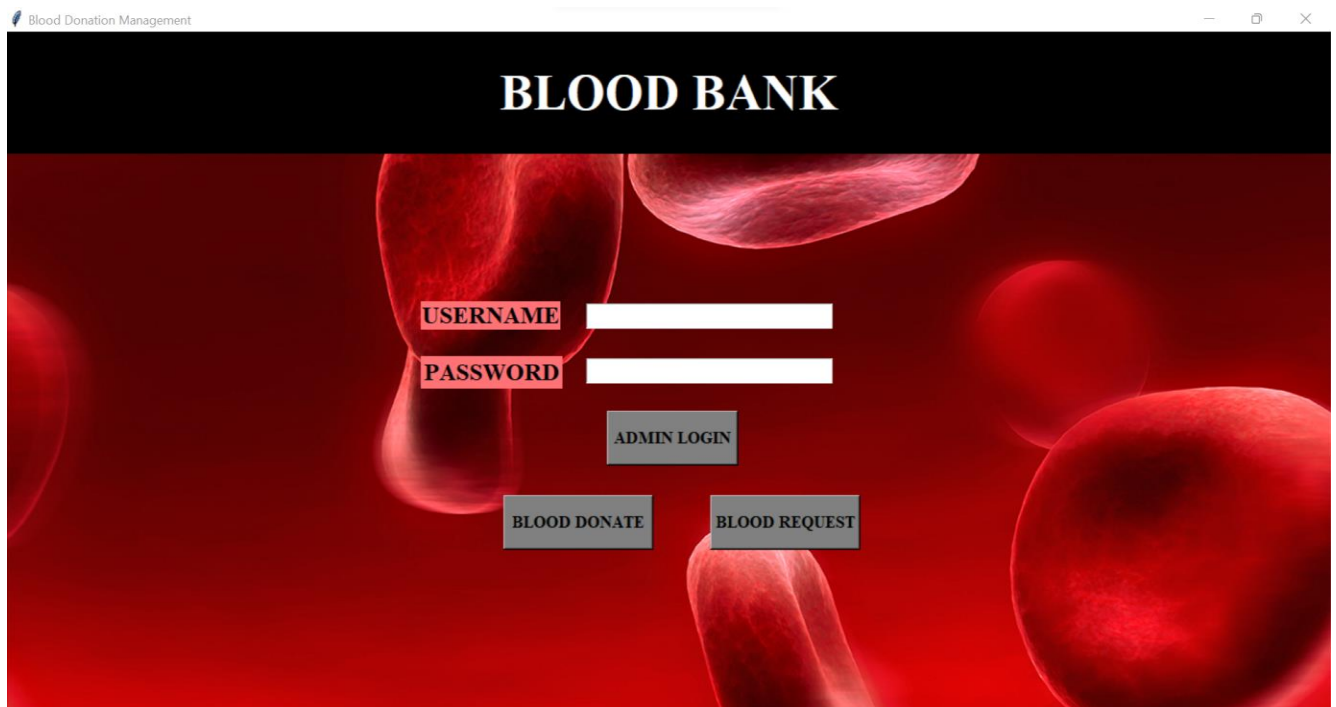 Blood Donation Management
BLOOD BANK
USERNAME
PASSWORD
ADMIN LOGIN
BLOOD DONATE
BLOOD REQUEST